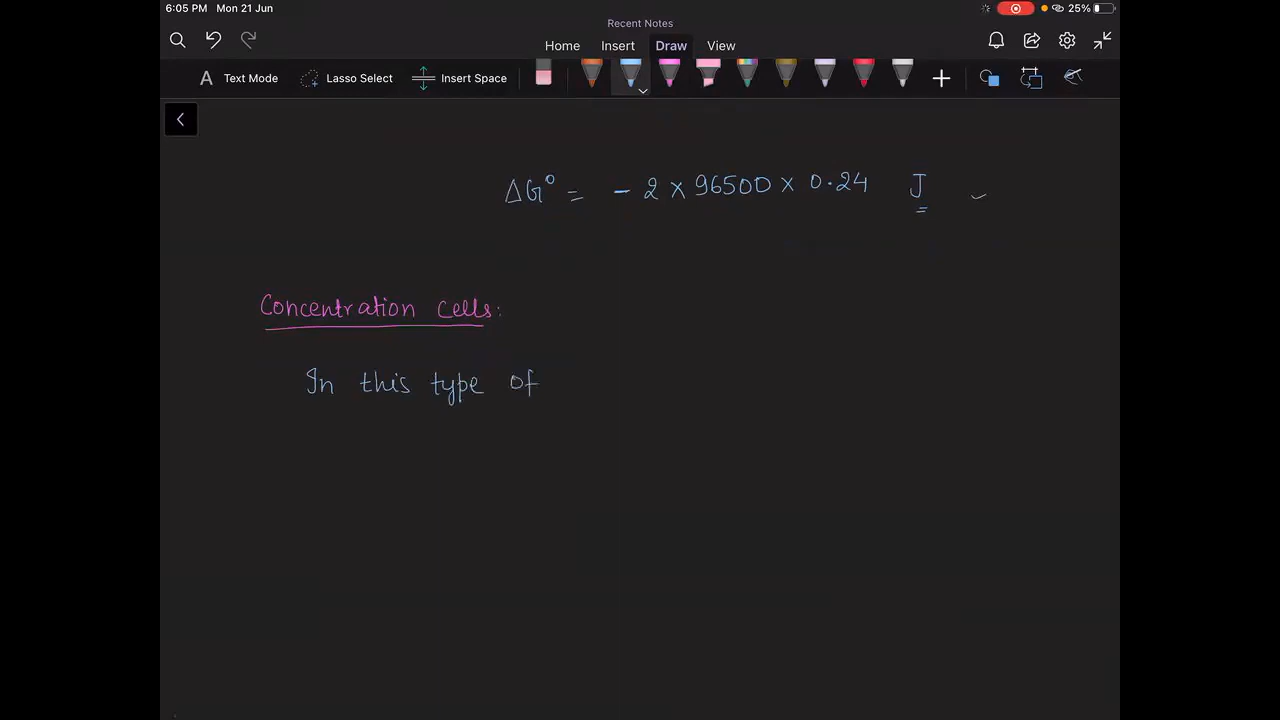 6:05 PM Mon 21 Jun 25%
Recent Notes
Home Insert Draw View
A Text Mode Lasso Select Insert Space
ΔG° = - 2 × 96500 × 0.24 J
Concentration Cells:
In this type of